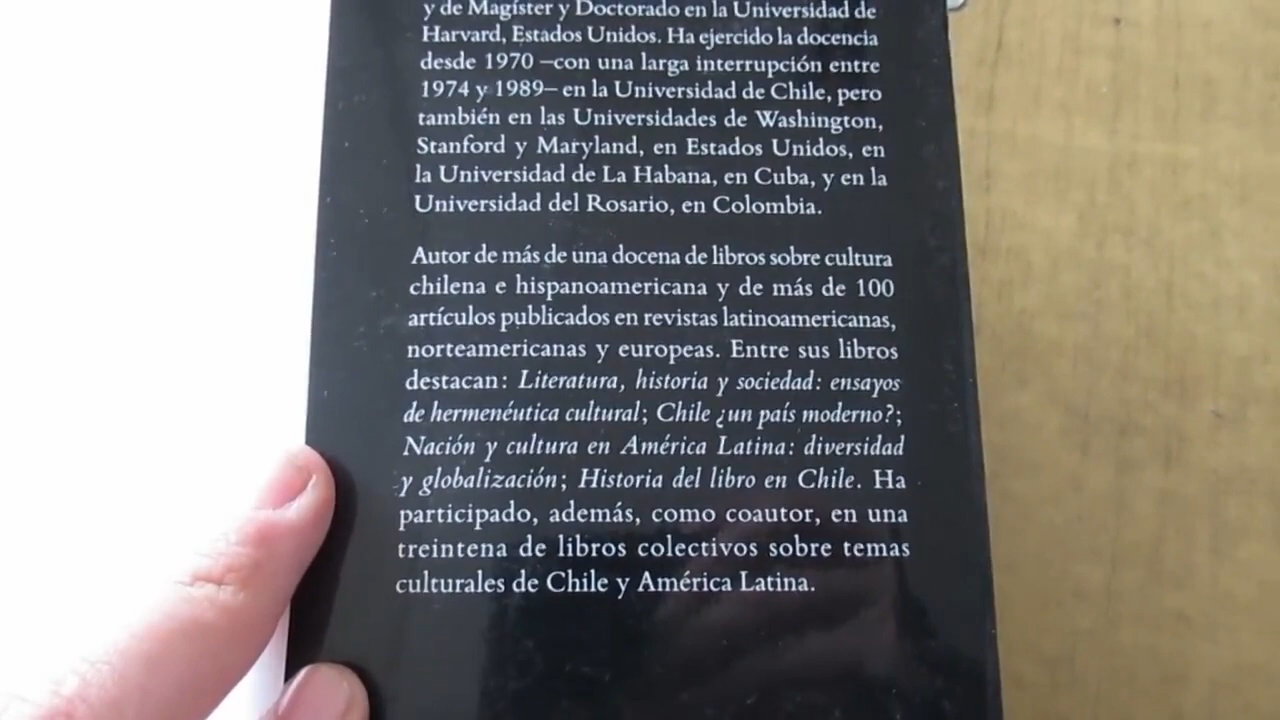 y de Magíster y Doctorado en la Universidad de
Harvard, Estados Unidos. Ha ejercido la docencia
desde 1970 –con una larga interrupción entre
1974 y 1989– en la Universidad de Chile, pero
también en las Universidades de Washington,
Stanford y Maryland, en Estados Unidos, en
la Universidad de La Habana, en Cuba, y en la
Universidad del Rosario, en Colombia.
Autor de más de una docena de libros sobre cultura
chilena e hispanoamericana y de más de 100
artículos publicados en revistas latinoamericanas,
norteamericanas y europeas. Entre sus libros
destacan: Literatura, historia y sociedad: ensayos
de hermenéutica cultural; Chile ¿un país moderno?;
Nación y cultura en América Latina: diversidad
y globalización; Historia del libro en Chile. Ha
participado, además, como coautor, en una
treintena de libros colectivos sobre temas
culturales de Chile y América Latina.